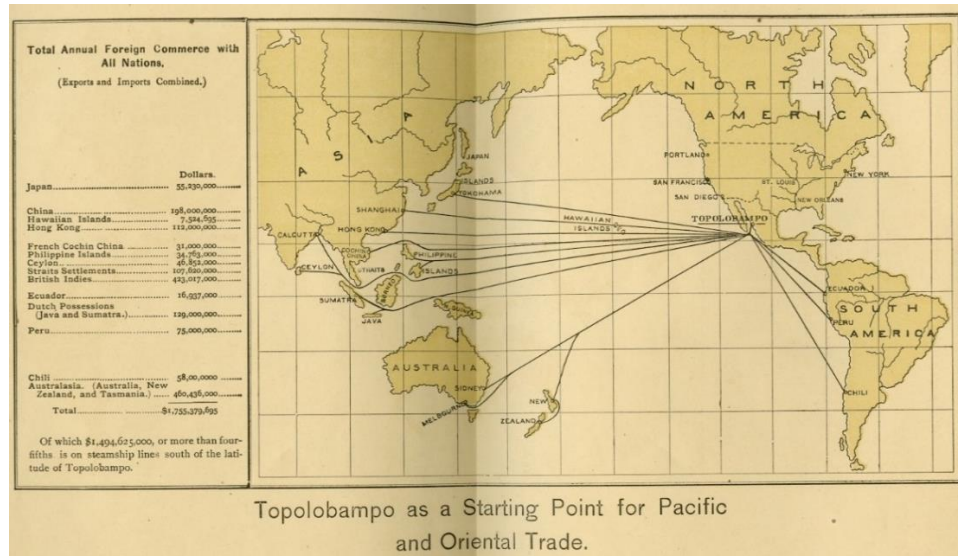 Total Annual Foreign Commerce with
All Nations.
(Exports and Imports Combined.)
Dollars.
Japan 55,230,000
China 198,000,000
Hawaiian Islands 7,524,695
Hong Kong 112,000,000
French Cochin China 31,000,000
Philippine Islands 34,763,000
Ceylon 46,852,000
Straits Settlements 107,620,000
British Indies 423,017,000
Ecuador 16,937,000
Dutch Possessions
(Java and Sumatra.) 129,000,000
Peru 75,000,000
Chili 58,00,0000
Australasia. (Australia, New
Zealand, and Tasmania.) 460,436,000
Total $1,755,379,695
Of which $1,494,625,000, or more than four-
fifths is on steamship lines south of the lati-
tude of Topolobampo.
NORTH
AMERICA
ASIA
JAPAN
ISLANDS
YOKOHAMA
SHANGHAI
HONG KONG
CALCUTTA
COCHIN
CHINA
PHILIPPINE
ISLANDS
CEYLON
STRAITS
SUMATRA
BORNEO
JAVA
AUSTRALIA
SIDNEY
MELBOURNE
NEW
ZEALAND
HAWAIIAN
ISLANDS
PORTLAND
SAN FRANCISCO
SAN DIEGO
ST. LOUIS
NEW YORK
NEW ORLEANS
TOPOLOBAMPO
ECUADOR
SOUTH
AMERICA
PERU
CHILI
Topolobampo as a Starting Point for Pacific
and Oriental Trade.